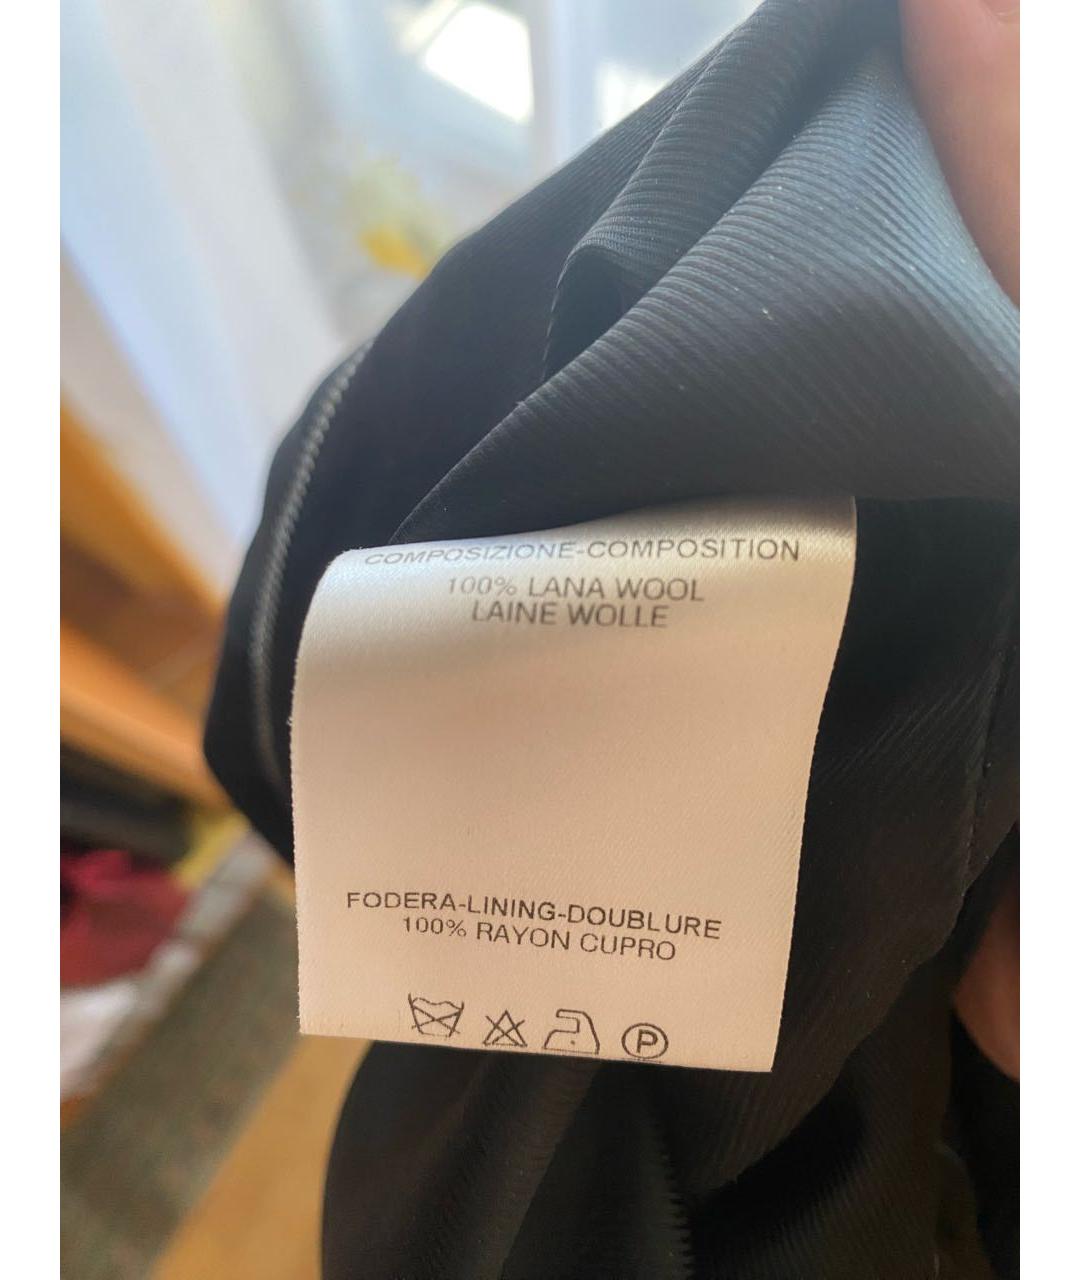 COMPOSIZIONE-COMPOSITION
100% LANA WOOL
LAINE WOLLE
FODERA-LINING-DOUBLURE
100% RAYON CUPRO
P